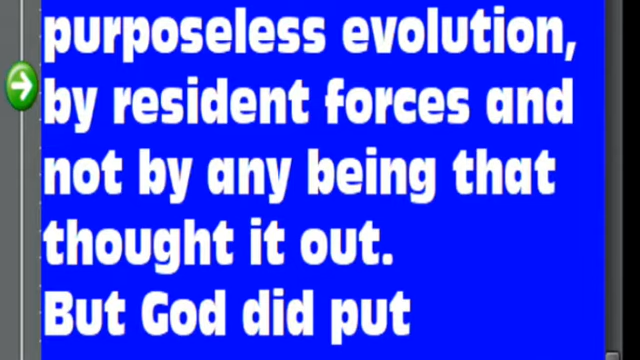 purposeless evolution,
by resident forces and
not by any being that
thought it out.
But God did put